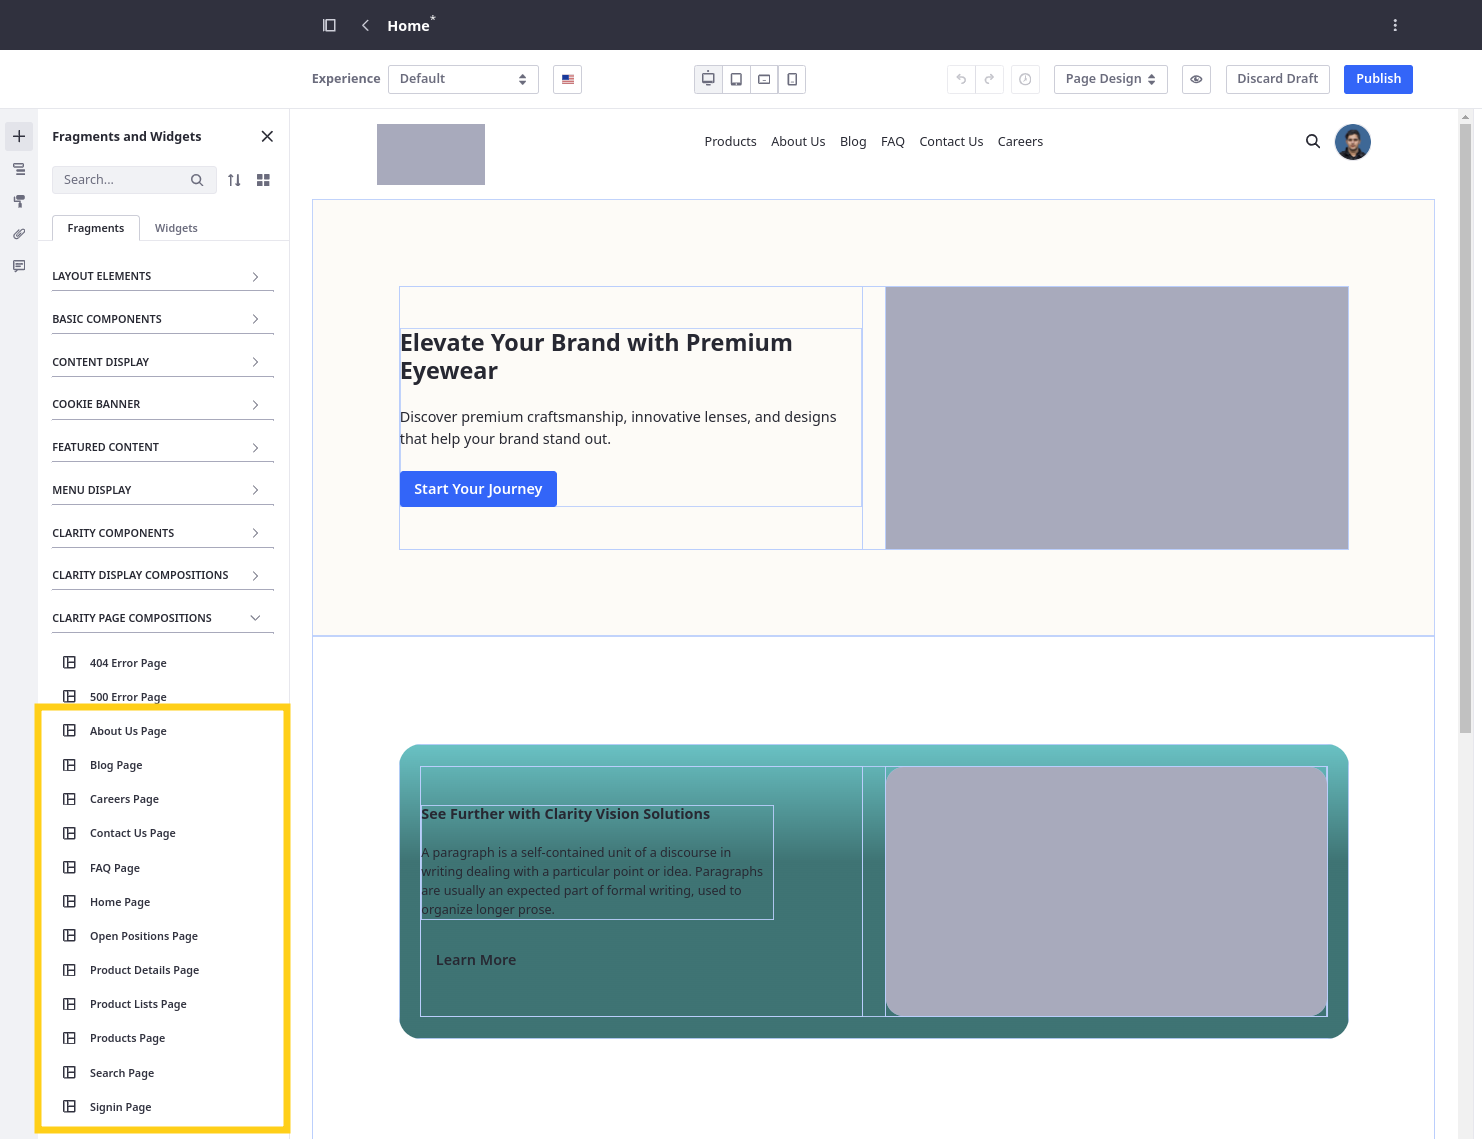 Home*
Experience
Default
Page Design
Discard Draft
Publish
Fragments and Widgets
Search...
Fragments
Widgets
LAYOUT ELEMENTS
BASIC COMPONENTS
CONTENT DISPLAY
COOKIE BANNER
FEATURED CONTENT
MENU DISPLAY
CLARITY COMPONENTS
CLARITY DISPLAY COMPOSITIONS
CLARITY PAGE COMPOSITIONS
404 Error Page
500 Error Page
About Us Page
Blog Page
Careers Page
Contact Us Page
FAQ Page
Home Page
Open Positions Page
Product Details Page
Product Lists Page
Products Page
Search Page
Signin Page
Products About Us Blog FAQ Contact Us Careers
Elevate Your Brand with Premium
Eyewear
Discover premium craftsmanship, innovative lenses, and designs
that help your brand stand out.
Start Your Journey
See Further with Clarity Vision Solutions
A paragraph is a self-contained unit of a discourse in
writing dealing with a particular point or idea. Paragraphs
are usually an expected part of formal writing, used to
organize longer prose.
Learn More